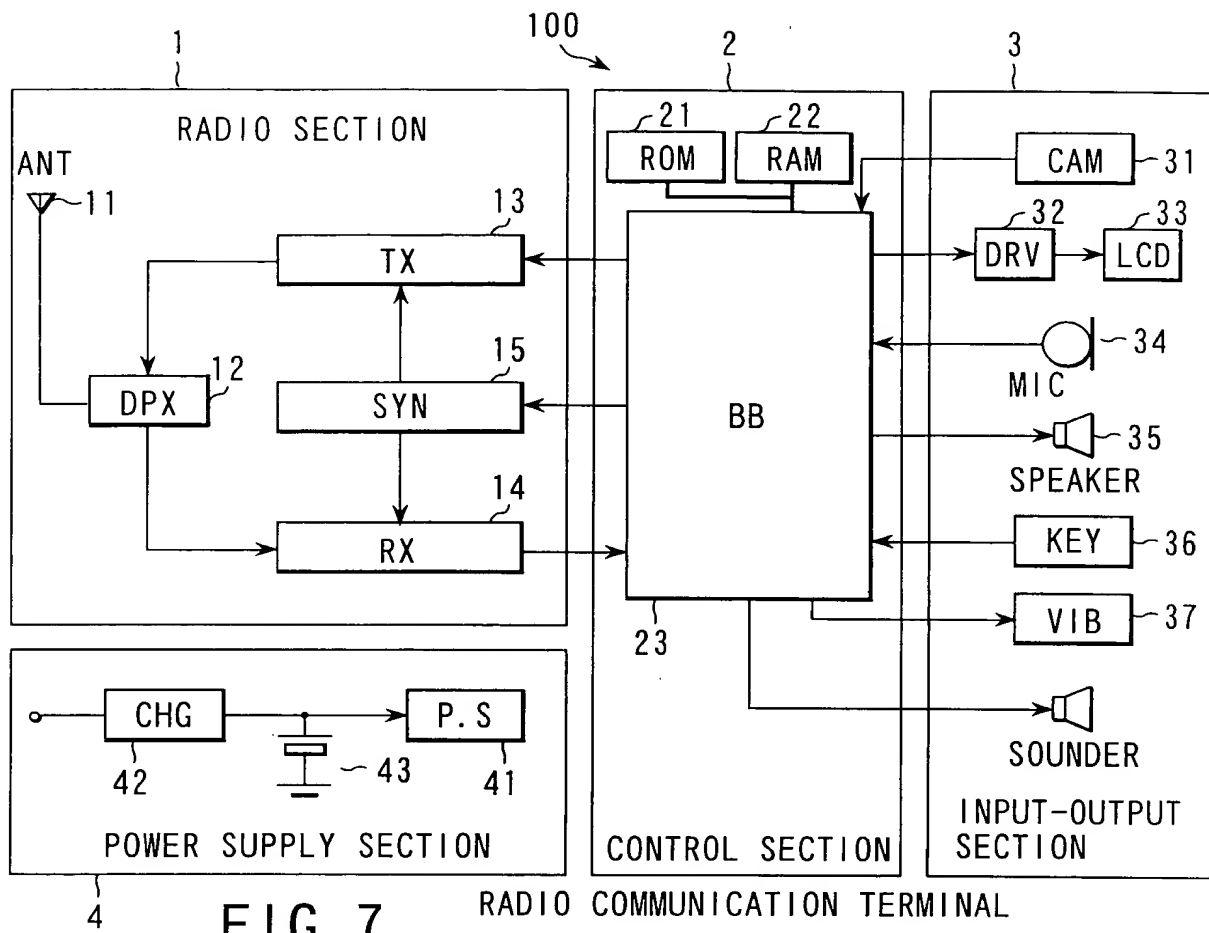 100
1
2
3
RADIO SECTION
21
22
ROM
RAM
CAM
31
ANT
11
13
TX
32
33
DRV
LCD
34
MIC
12
DPX
15
SYN
BB
35
SPEAKER
14
RX
KEY
36
VIB
37
23
CHG
P.S
42
43
41
SOUNDER
POWER SUPPLY SECTION
CONTROL SECTION
INPUT-OUTPUT
SECTION
4
FIG 7
RADIO COMMUNICATION TERMINAL